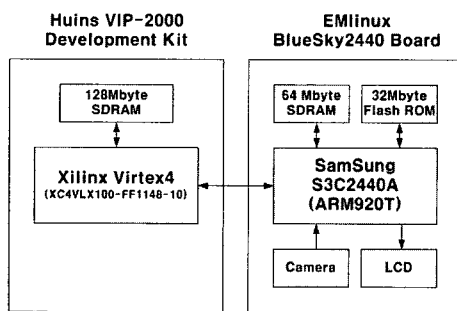 Huins VIP-2000
Development Kit
128Mbyte
SDRAM
Xilinx Virtex4
(XC4VLX100-FF1148-10)
EMlinux
BlueSky2440 Board
64 Mbyte
SDRAM
32Mbyte
Flash ROM
SamSung
S3C2440A
(ARM920T)
Camera
LCD